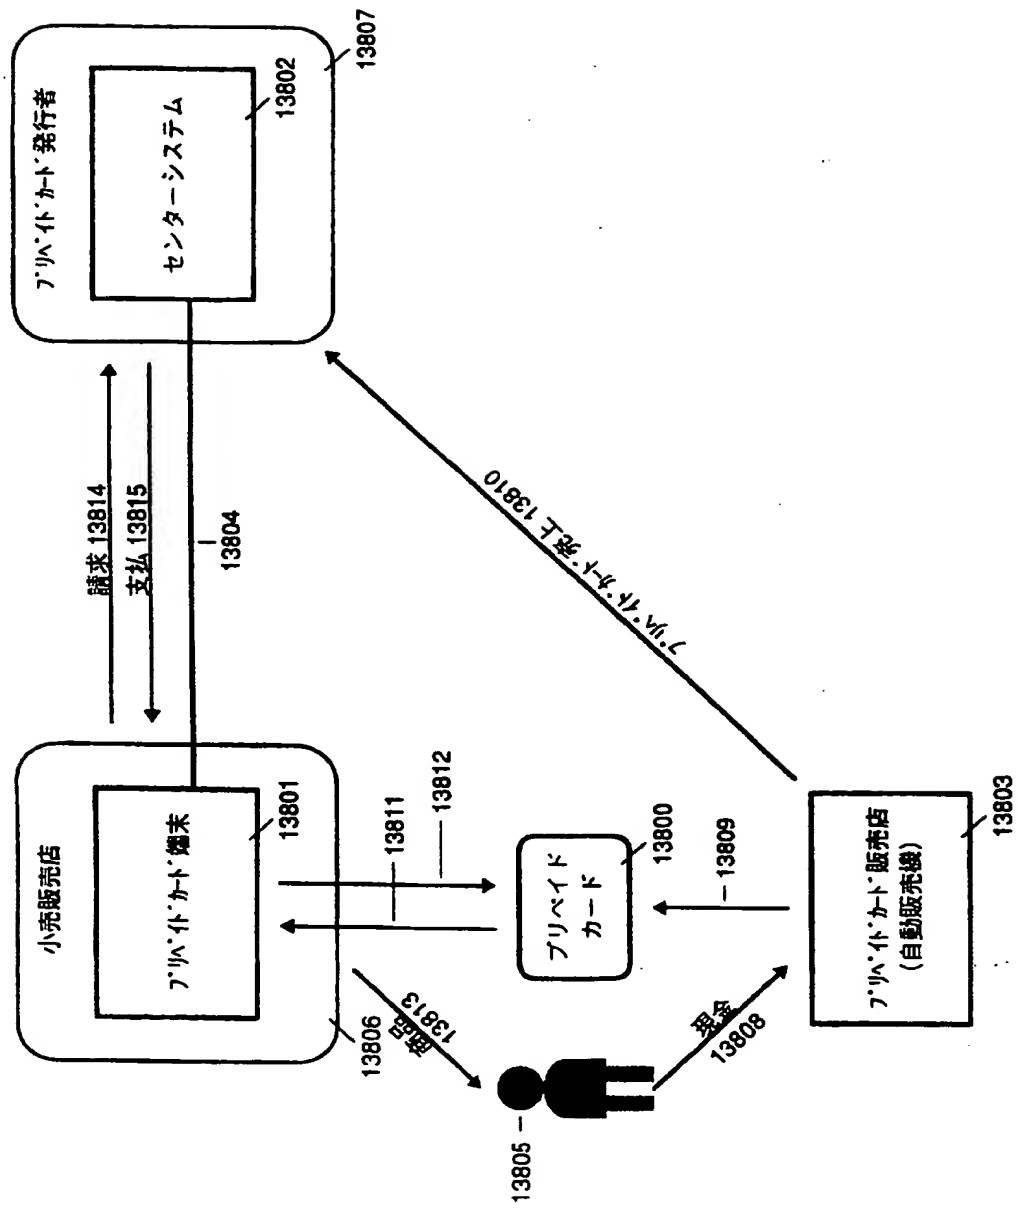 小売販売店
ﾌﾟﾘﾍﾟｲﾄﾞｶｰﾄﾞ端末
13801
13806
請求 13814
支払 13815
13804
ﾌﾟﾘﾍﾟｲﾄﾞｶｰﾄﾞ発行者
センターシステム
13802
13807
13811
13812
商品
13813
13805
プリペイド
カード
13800
13809
現金
13808
ﾌﾟﾘﾍﾟｲﾄﾞｶｰﾄﾞ売上 13810
ﾌﾟﾘﾍﾟｲﾄﾞｶｰﾄﾞ販売店
(自動販売機)
13803